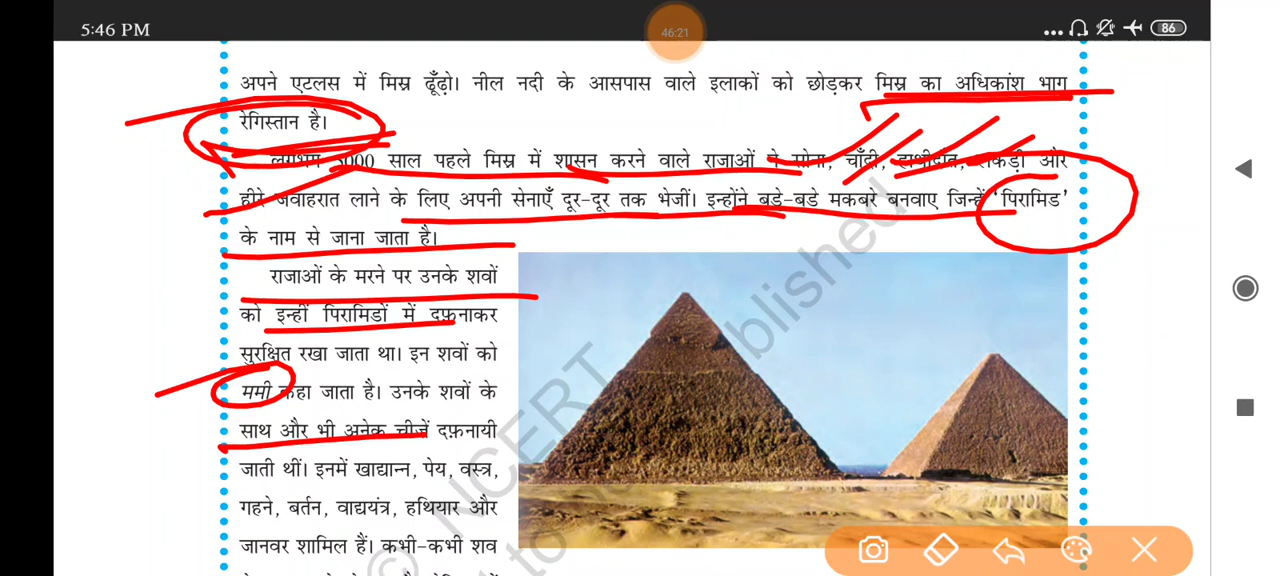 5:46 PM
46:21
86
अपने एटलस में मिस्र ढूँढ़ो। नील नदी के आसपास वाले इलाकों को छोड़कर मिस्र का अधिकांश भाग
रेगिस्तान है।
लगभग 5000 साल पहले मिस्र में शासन करने वाले राजाओं ने सोना, चाँदी, हाथीदाँत, लकड़ी और
हीरे जवाहरात लाने के लिए अपनी सेनाएँ दूर-दूर तक भेजीं। इन्होंने बड़े-बड़े मकबरे बनवाए जिन्हें 'पिरामिड'
के नाम से जाना जाता है।
राजाओं के मरने पर उनके शवों
को इन्हीं पिरामिडों में दफ़नाकर
सुरक्षित रखा जाता था। इन शवों को
ममी कहा जाता है। उनके शवों के
साथ और भी अनेक चीज़ें दफ़नायी
जाती थीं। इनमें खाद्यान्न, पेय, वस्त्र,
गहने, बर्तन, वाद्ययंत्र, हथियार और
जानवर शामिल हैं। कभी-कभी शव
© NCERT
t to published